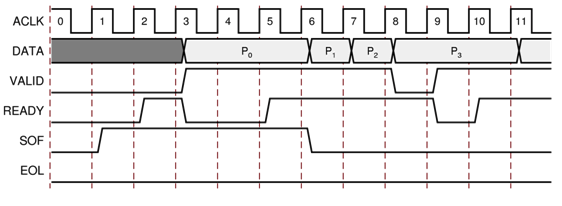 ACLK 0 1 2 3 4 5 6 7 8 9 10 11
DATA P0 P1 P2 P3
VALID
READY
SOF
EOL